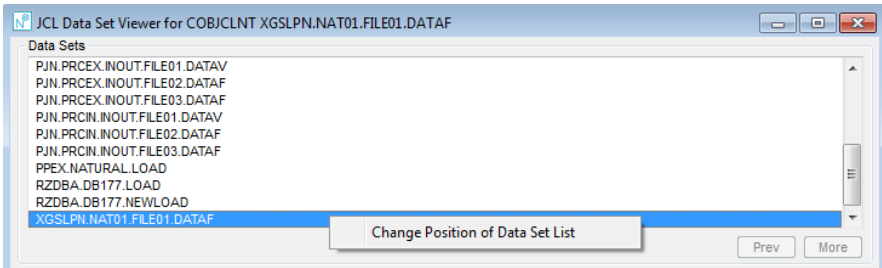 JCL Data Set Viewer for COBJCLNT XGSLPN.NAT01.FILE01.DATAF
Data Sets
PJN.PRCEX.INOUT.FILE01.DATAV
PJN.PRCEX.INOUT.FILE02.DATAF
PJN.PRCEX.INOUT.FILE03.DATAF
PJN.PRCIN.INOUT.FILE01.DATAV
PJN.PRCIN.INOUT.FILE02.DATAF
PJN.PRCIN.INOUT.FILE03.DATAF
PPEX.NATURAL.LOAD
RZDBA.DB177.LOAD
RZDBA.DB177.NEWLOAD
XGSLPN.NAT01.FILE01.DATAF
Change Position of Data Set List
Prev More